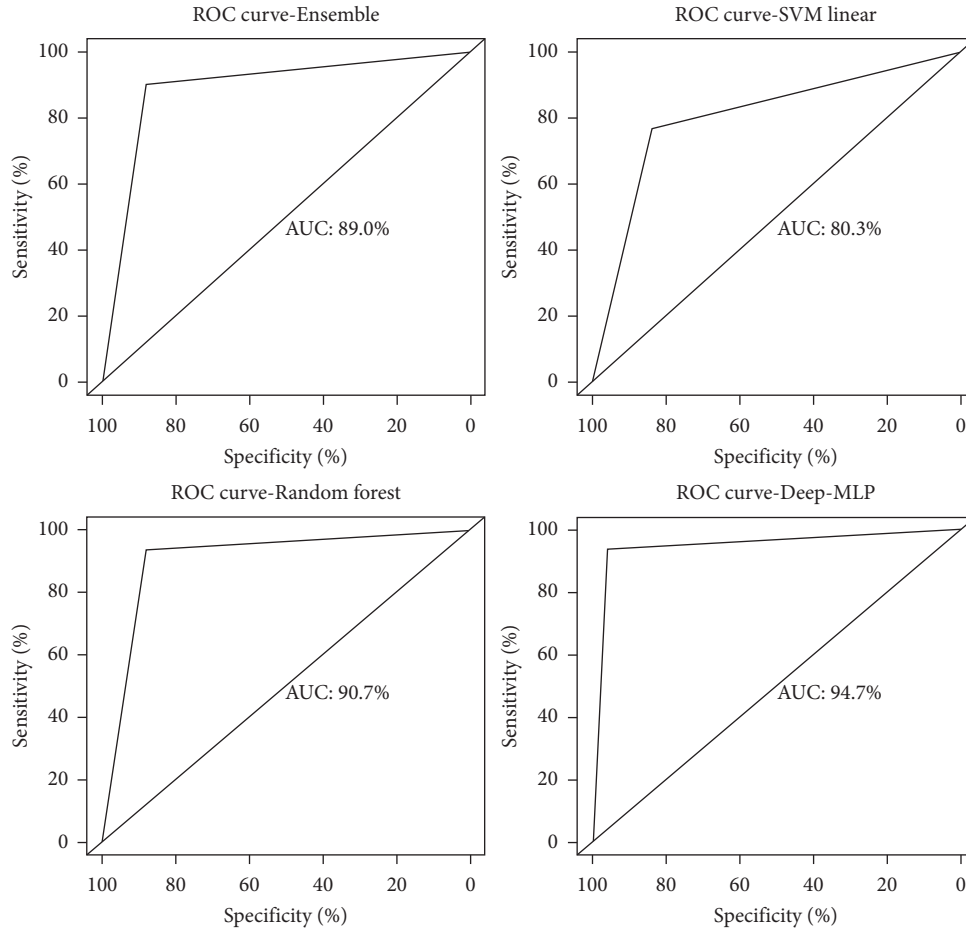 ROC curve-Ensemble
100
80
60
40
20
0
Sensitivity (%)
AUC: 89.0%
100 80 60 40 20 0
Specificity (%)
ROC curve-SVM linear
100
80
60
40
20
0
Sensitivity (%)
AUC: 80.3%
100 80 60 40 20 0
Specificity (%)
ROC curve-Random forest
100
80
60
40
20
0
Sensitivity (%)
AUC: 90.7%
100 80 60 40 20 0
Specificity (%)
ROC curve-Deep-MLP
100
80
60
40
20
0
Sensitivity (%)
AUC: 94.7%
100 80 60 40 20 0
Specificity (%)